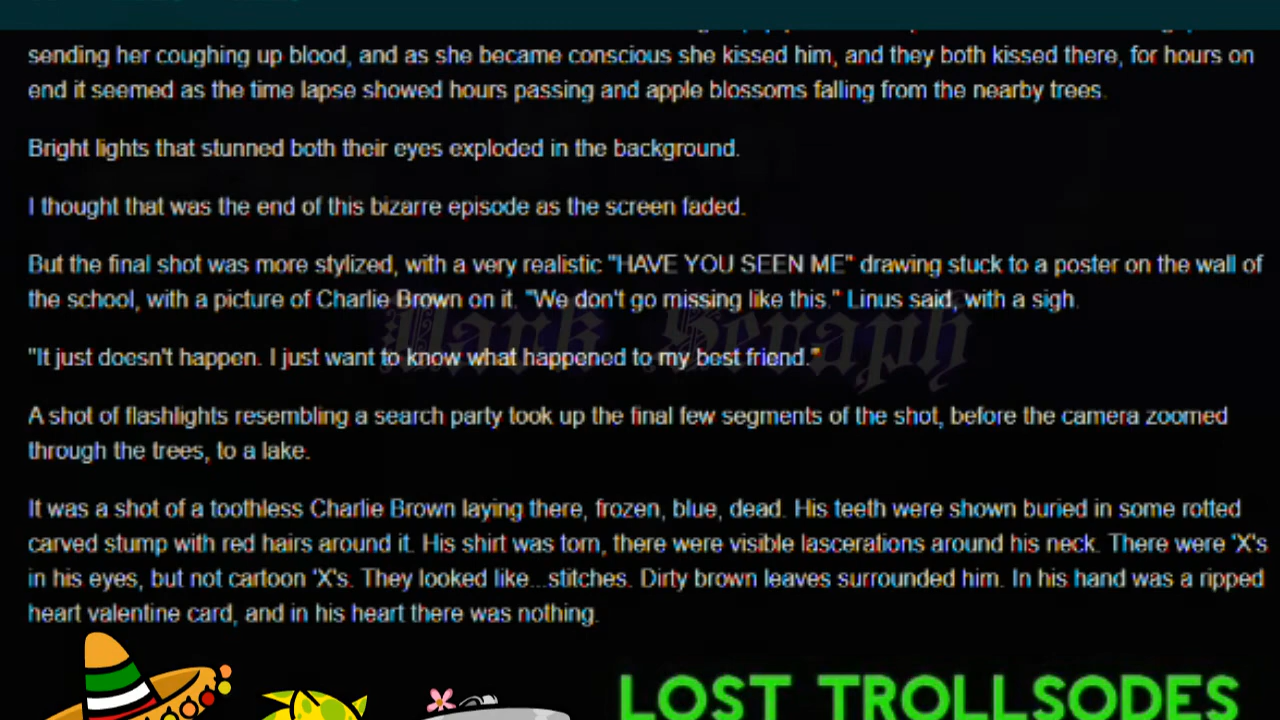 sending her coughing up blood, and as she became conscious she kissed him, and they both kissed there, for hours on
end it seemed as the time lapse showed hours passing and apple blossoms falling from the nearby trees.
Bright lights that stunned both their eyes exploded in the background.
I thought that was the end of this bizarre episode as the screen faded.
But the final shot was more stylized, with a very realistic "HAVE YOU SEEN ME" drawing stuck to a poster on the wall of
the school, with a picture of Charlie Brown on it. "We don't go missing like this." Linus said, with a sigh.
Dark Seraph
"It just doesn't happen. I just want to know what happened to my best friend."
A shot of flashlights resembling a search party took up the final few segments of the shot, before the camera zoomed
through the trees, to a lake.
It was a shot of a toothless Charlie Brown laying there, frozen, blue, dead. His teeth were shown buried in some rotted
carved stump with red hairs around it. His shirt was torn, there were visible lascerations around his neck. There were 'X's
in his eyes, but not cartoon 'X's. They looked like...stitches. Dirty brown leaves surrounded him. In his hand was a ripped
heart valentine card, and in his heart there was nothing.
LOST TROLLSODES